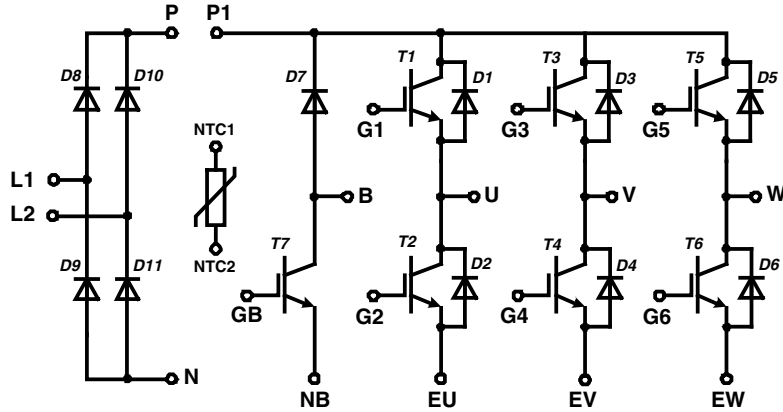 P P1
D8 D10 D7 T1 D1 T3 D3 T5 D5
G1 G3 G5
NTC1
L1
B U V W
L2
NTC2
D9 D11 T7 T2 D2 T4 D4 T6 D6
GB G2 G4 G6
N
NB EU EV EW